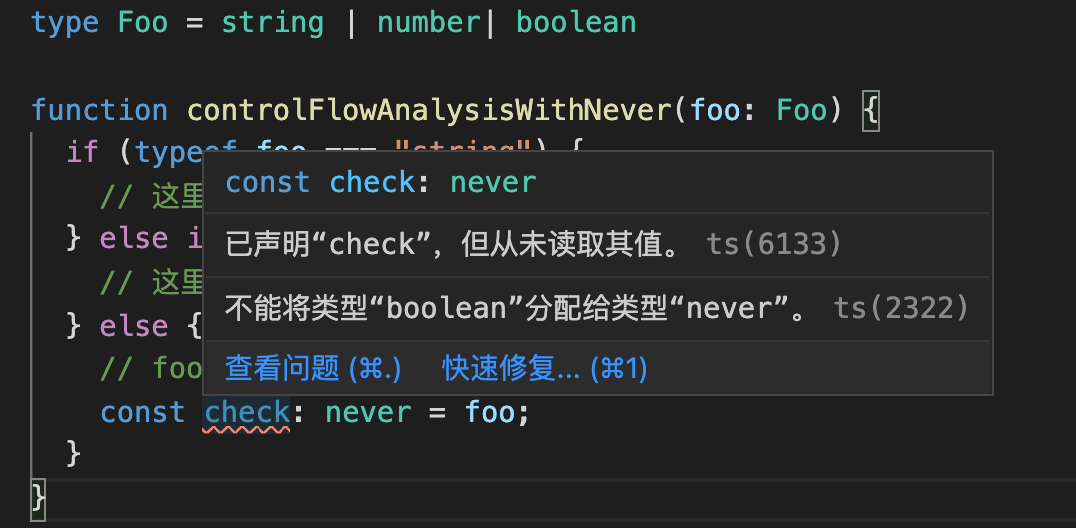 type Foo = string | number| boolean
function controlFlowAnalysisWithNever(foo: Foo) {
if (typeof foo === "string") {
const check: never
// 这里
已声明“check”，但从未读取其值。 ts(6133)
} else i
// 这里
不能将类型“boolean”分配给类型“never”。 ts(2322)
} else {
// foo
查看问题 (⌘.) 快速修复... (⌘1)
const check: never = foo;
}
}